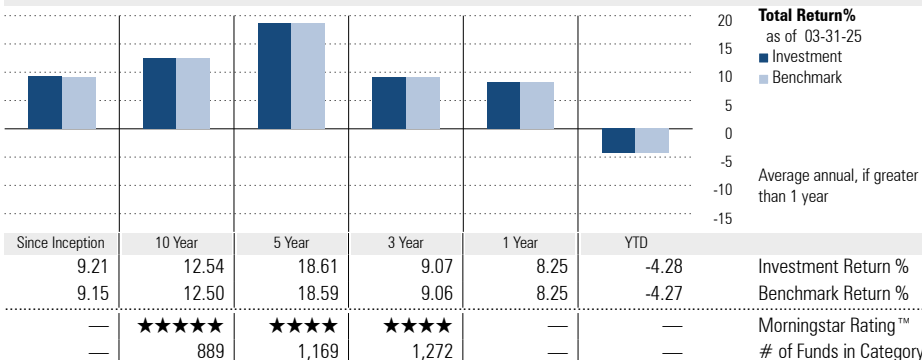 20
15
10
5
0
-5
-10
-15
Total Return%
as of 03-31-25
Investment
Benchmark
Average annual, if greater
than 1 year
Since Inception 10 Year 5 Year 3 Year 1 Year YTD
9.21 12.54 18.61 9.07 8.25 -4.28 Investment Return %
9.15 12.50 18.59 9.06 8.25 -4.27 Benchmark Return %
— ★★★★★ ★★★★ ★★★★ — — Morningstar Rating™
— 889 1,169 1,272 — — # of Funds in Category